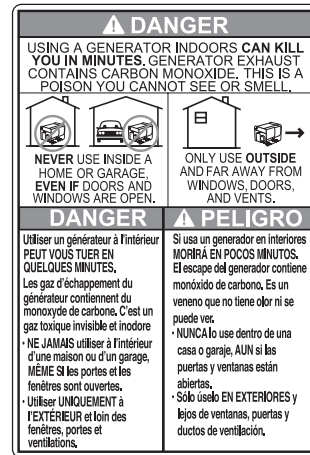 ⚠ DANGER
USING A GENERATOR INDOORS CAN KILL
YOU IN MINUTES. GENERATOR EXHAUST
CONTAINS CARBON MONOXIDE. THIS IS A
POISON YOU CANNOT SEE OR SMELL.
NEVER USE INSIDE A
HOME OR GARAGE,
EVEN IF DOORS AND
WINDOWS ARE OPEN.
ONLY USE OUTSIDE
AND FAR AWAY FROM
WINDOWS, DOORS,
AND VENTS.
DANGER
Utiliser un générateur à l'intérieur
PEUT VOUS TUER EN
QUELQUES MINUTES.
Les gaz d'échappement du
générateur contiennent du
monoxyde de carbone. C'est un
gaz toxique invisible et inodore
· NE JAMAIS utiliser à l'intérieur
d'une maison ou d'un garage,
MÊME SI les portes et les
fenêtres sont ouvertes.
· Utiliser UNIQUEMENT à
l'EXTÉRIEUR et loin des
fenêtres, portes et
ventilations.
⚠ PELIGRO
Si usa un generador en interiores
MORIRÁ EN POCOS MINUTOS.
El escape del generador contiene
monóxido de carbono. Es un
veneno que no tiene olor ni se
puede ver.
· NUNCA lo use dentro de una
casa o garaje, AUN si las
puertas y ventanas están
abiertas.
· Sólo úselo EN EXTERIORES y
lejos de ventanas, puertas y
ductos de ventilación.